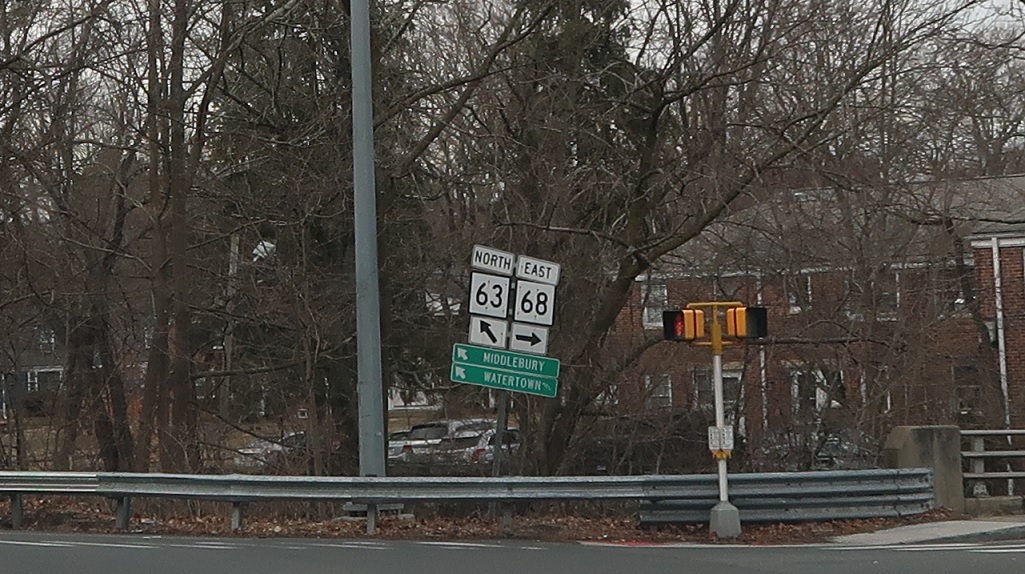 NORTH EAST
63 68
MIDDLEBURY
WATERTOWN